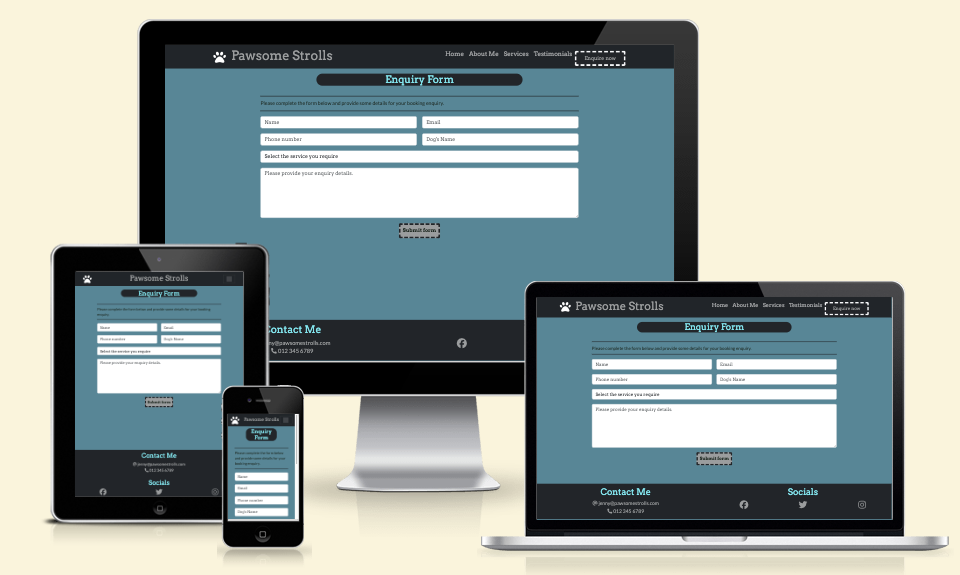 Pawsome Strolls
Home About Me Services Testimonials Enquire now
Enquiry Form
Please complete the form below and provide some details for your booking enquiry.
Name Email
Phone number Dog's Name
Select the service you require
Please provide your enquiry details.
Submit form
Contact Me
ny@pawsomestrolls.com
012 345 6789
Pawsome Strolls
Enquiry Form
Please complete the form below and provide some details for your booking
enquiry.
Name Email
Phone number Dog's Name
Select the service you require
Please provide your enquiry details.
Submit form
Contact Me
jenny@pawsomestrolls.com
012 345 6789
Socials
Pawsome Strolls
Enquiry
Form
Please complete the form below
and provide some details for your
booking enquiry.
Name
Email
Phone number
Dog's Name
Pawsome Strolls
Home About Me Services Testimonials Enquire now
Enquiry Form
Please complete the form below and provide some details for your booking enquiry.
Name Email
Phone number Dog's Name
Select the service you require
Please provide your enquiry details.
Submit form
Contact Me
jenny@pawsomestrolls.com
012 345 6789
Socials